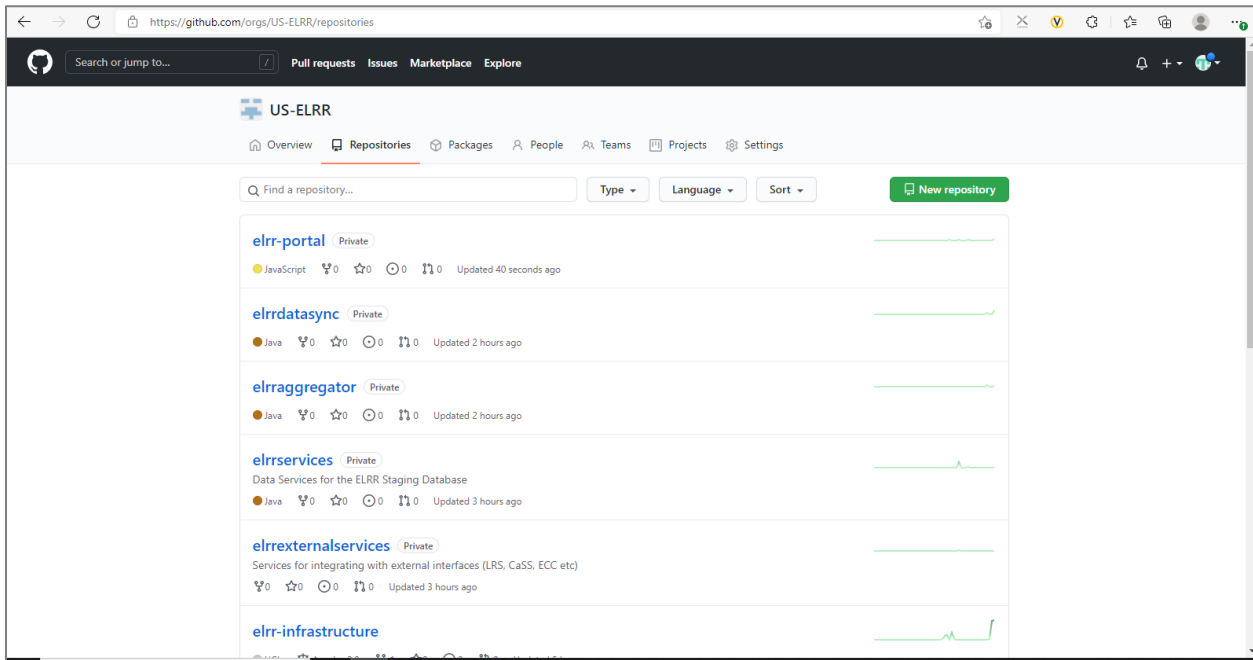 https://github.com/orgs/US-ELRR/repositories
Search or jump to... / Pull requests Issues Marketplace Explore
US-ELRR
Overview Repositories Packages People Teams Projects Settings
Find a repository... Type Language Sort New repository
elrr-portal Private
JavaScript 0 0 0 0 Updated 40 seconds ago
elrrdatasync Private
Java 0 0 0 0 Updated 2 hours ago
elrraggregator Private
Java 0 0 0 0 Updated 2 hours ago
elrrservices Private
Data Services for the ELRR Staging Database
Java 0 0 0 0 Updated 3 hours ago
elrrexternalservices Private
Services for integrating with external interfaces (LRS, CaSS, ECC etc)
0 0 0 0 Updated 3 hours ago
elrr-infrastructure